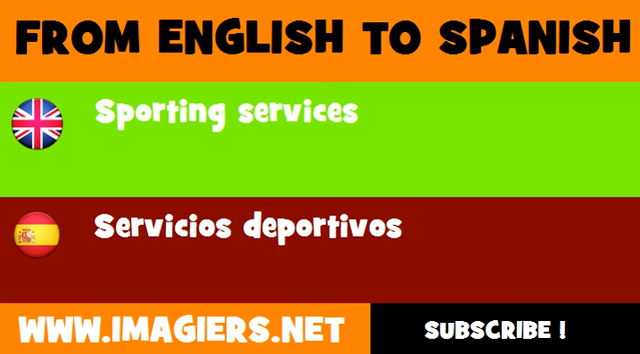 FROM ENGLISH TO SPANISH
Sporting services
Servicios deportivos
WWW.IMAGIERS.NET
SUBSCRIBE !